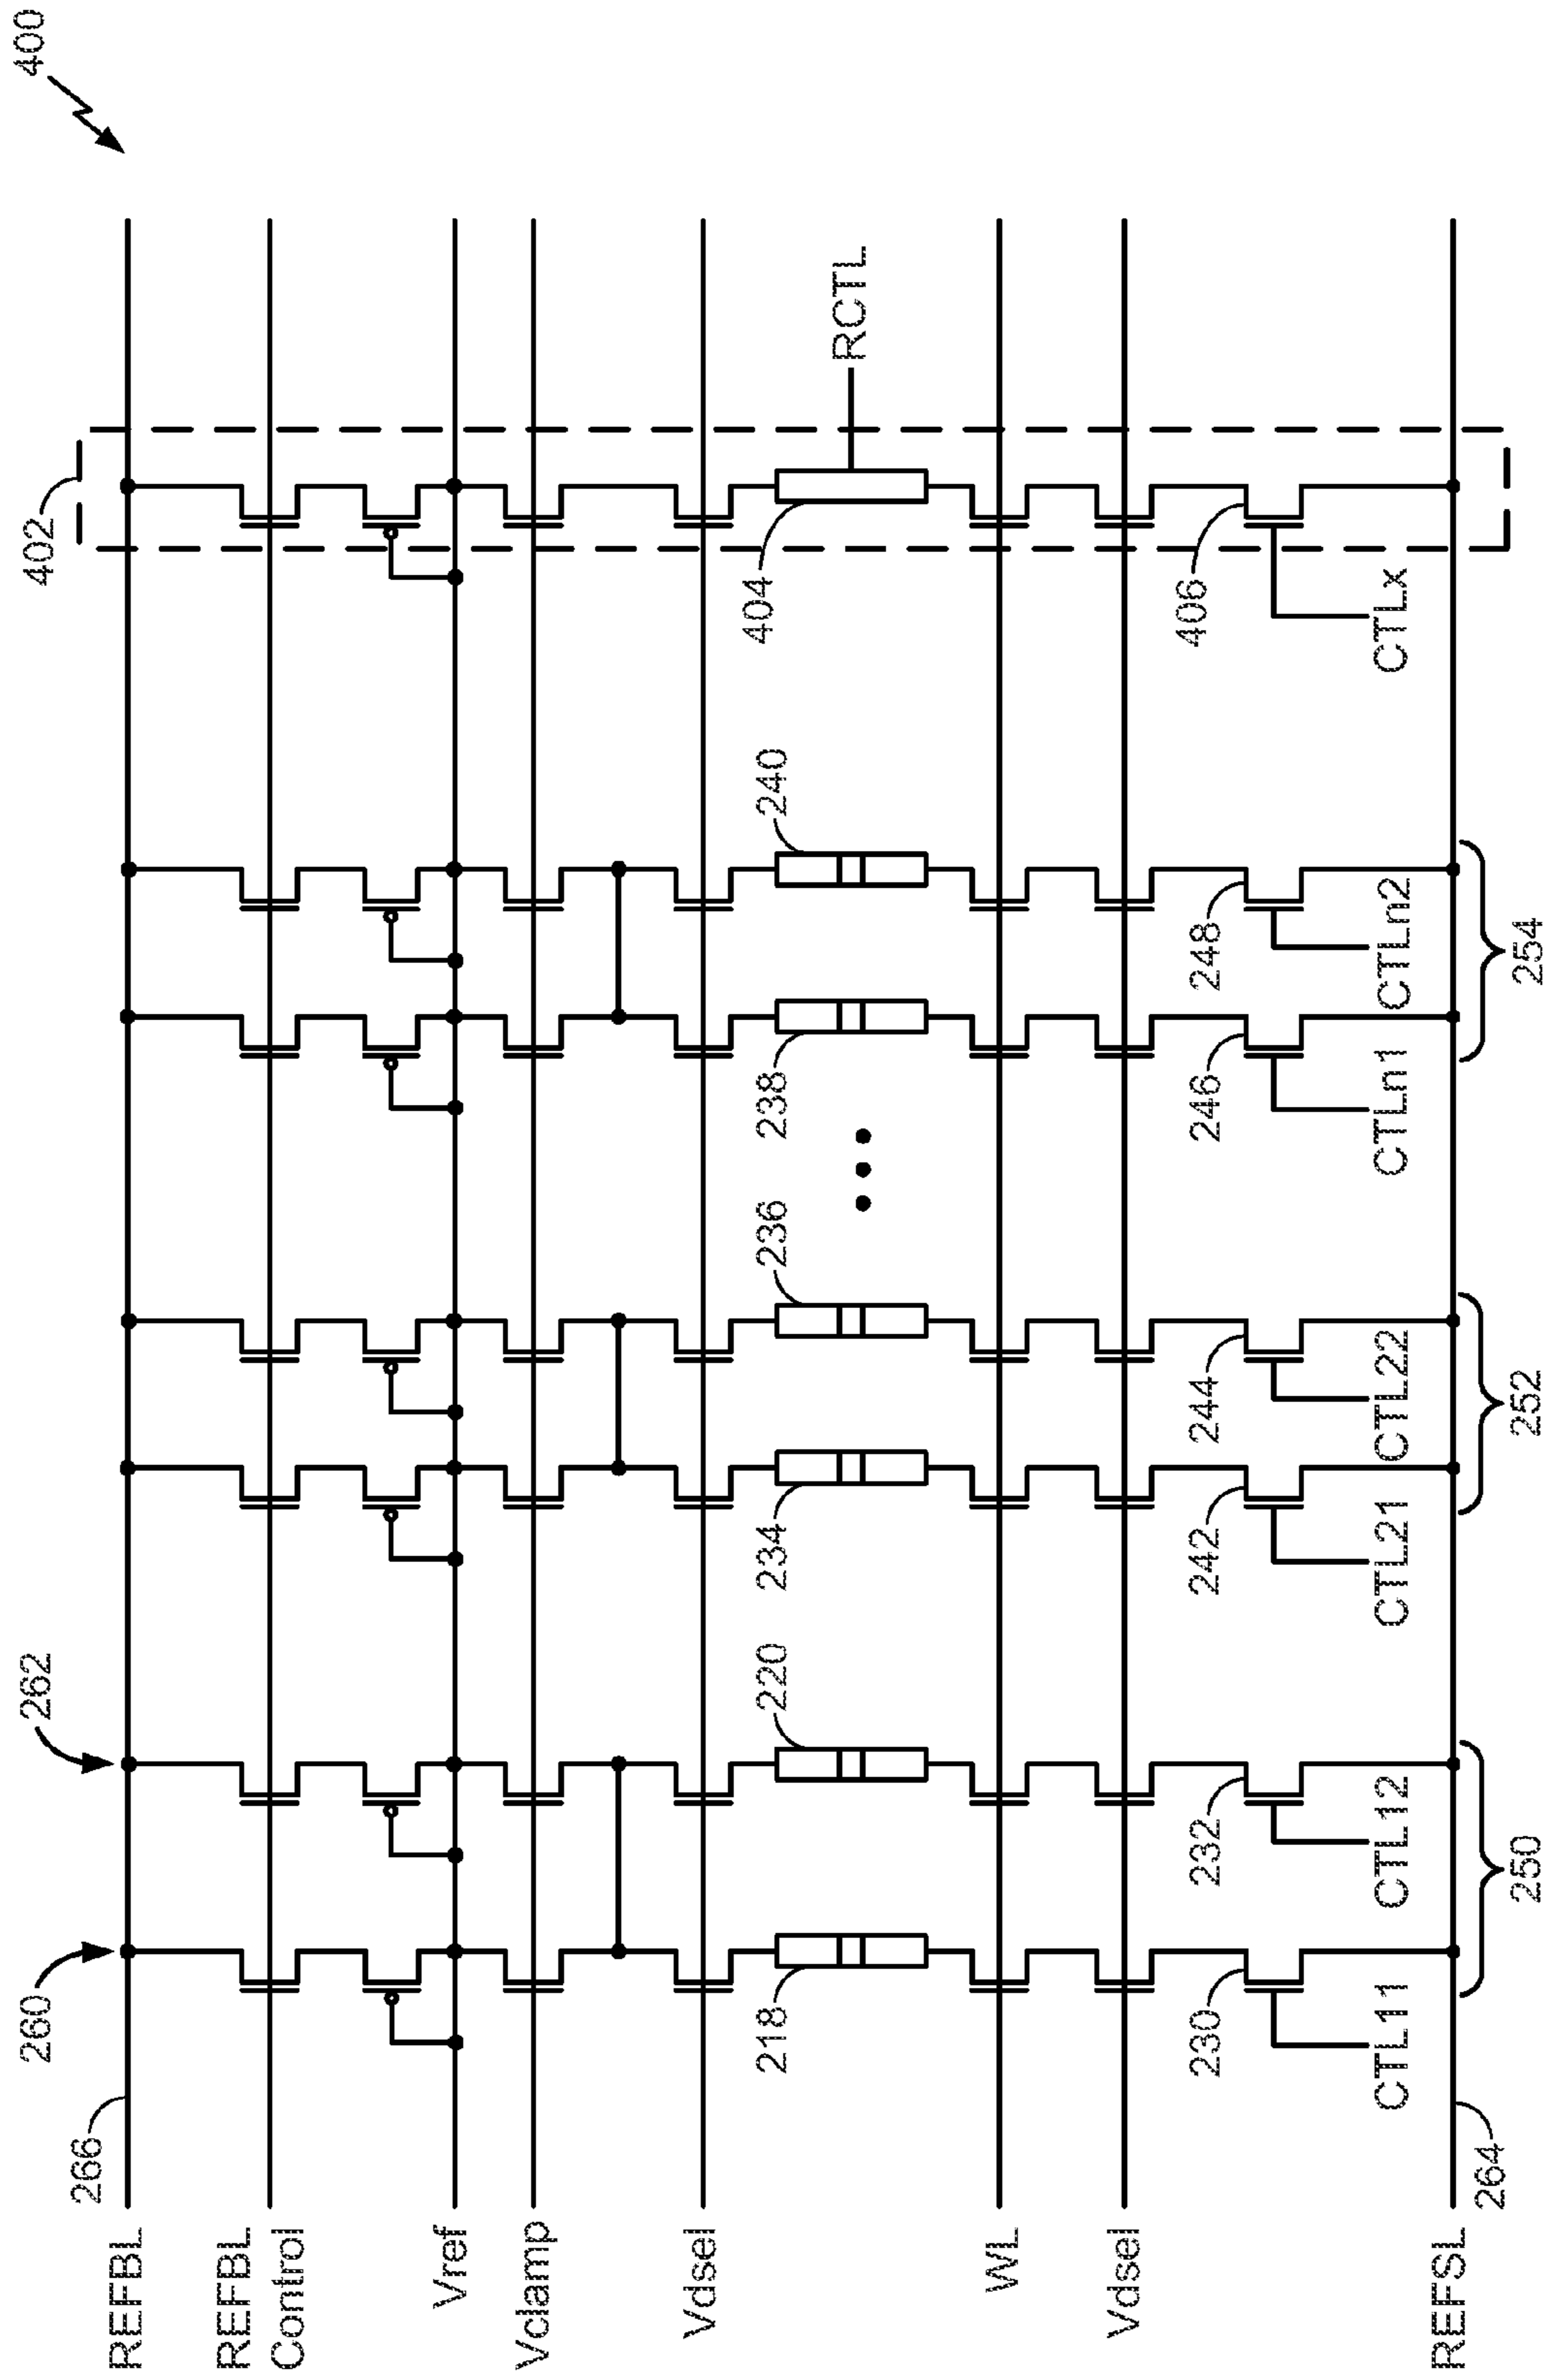 400
402
262
260
266
REFBL
REFBL
Control
Vref
Vclamp
Vdsel
WL
Vdsel
REFSL
264
RCTL
218
220
234
236
238
240
404
230
232
242
244
246
248
406
CTL11
CTL12
CTL21
CTL22
CTLn1
CTLn2
CTLx
250
252
254